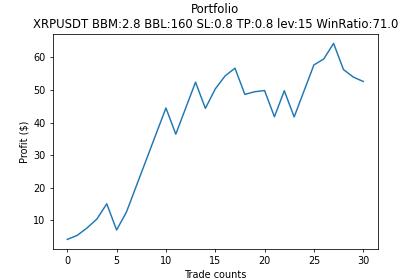 Portfolio
XRPUSDT BBM:2.8 BBL:160 SL:0.8 TP:0.8 lev:15 WinRatio:71.0
60
50
40
30
20
10
Profit ($)
0 5 10 15 20 25 30
Trade counts